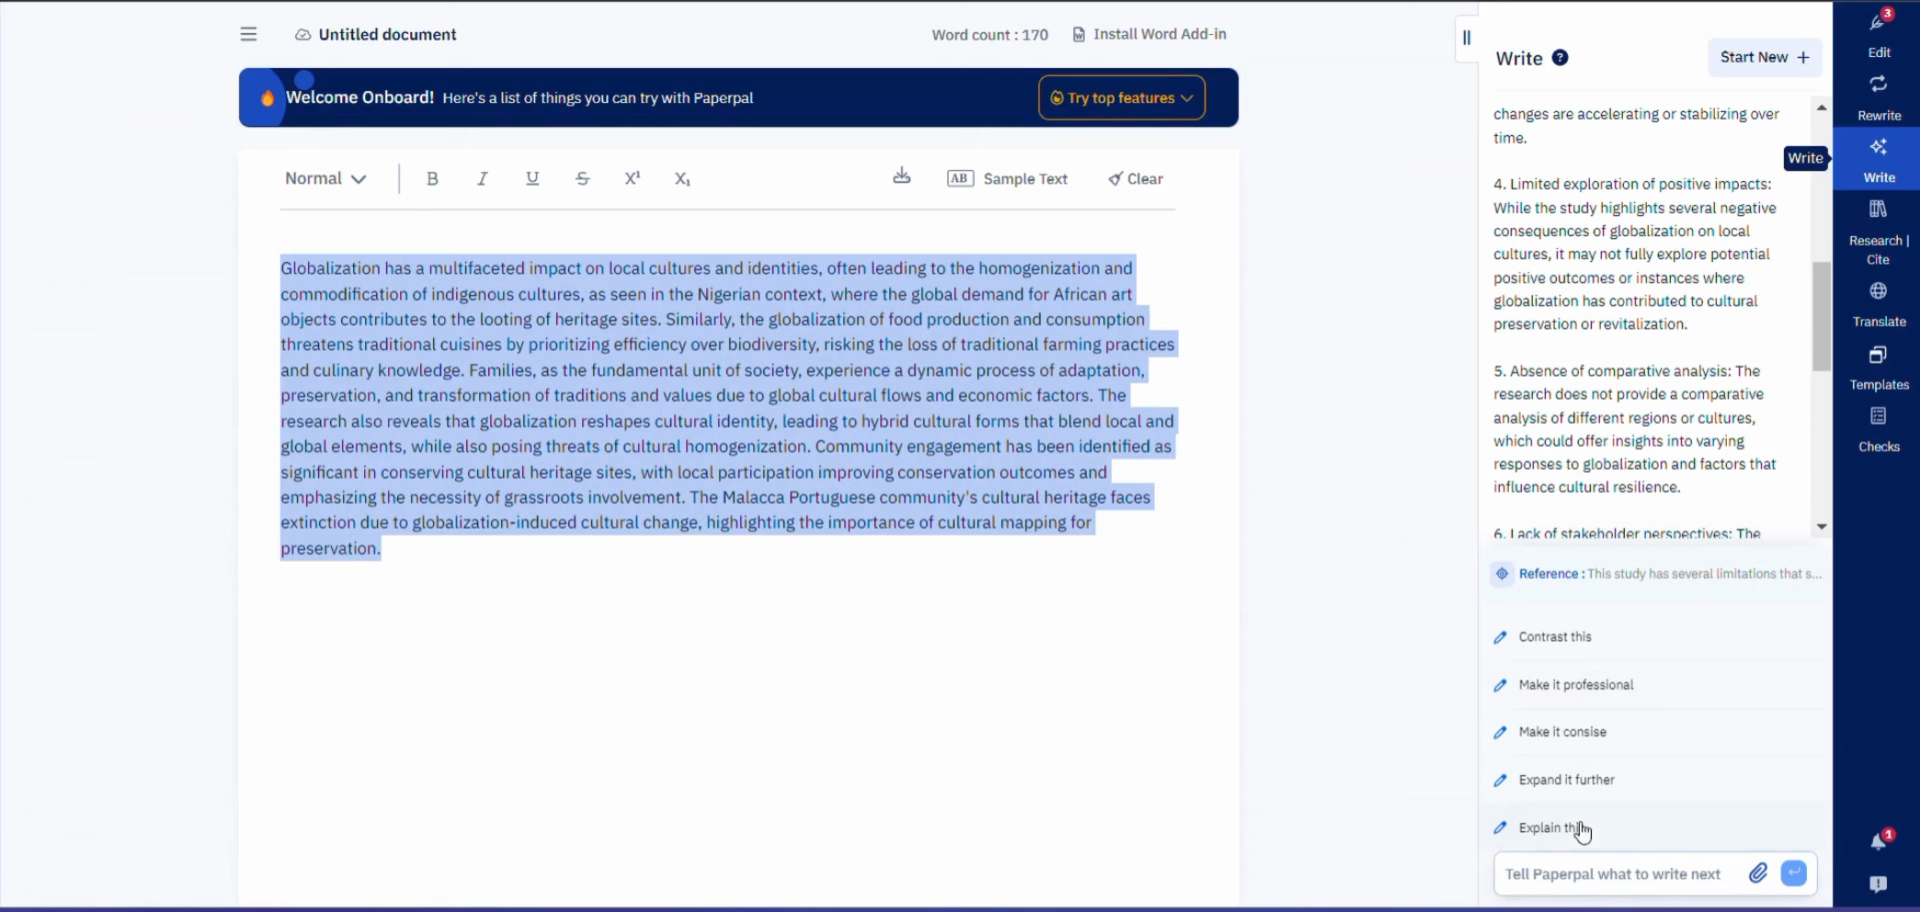 Untitled document
Word count : 170
Install Word Add-in
Welcome Onboard! Here's a list of things you can try with Paperpal
Try top features
Normal
B I U S X¹ X₁
AB Sample Text
Clear
Globalization has a multifaceted impact on local cultures and identities, often leading to the homogenization and
commodification of indigenous cultures, as seen in the Nigerian context, where the global demand for African art
objects contributes to the looting of heritage sites. Similarly, the globalization of food production and consumption
threatens traditional cuisines by prioritizing efficiency over biodiversity, risking the loss of traditional farming practices
and culinary knowledge. Families, as the fundamental unit of society, experience a dynamic process of adaptation,
preservation, and transformation of traditions and values due to global cultural flows and economic factors. The
research also reveals that globalization reshapes cultural identity, leading to hybrid cultural forms that blend local and
global elements, while also posing threats of cultural homogenization. Community engagement has been identified as
significant in conserving cultural heritage sites, with local participation improving conservation outcomes and
emphasizing the necessity of grassroots involvement. The Malacca Portuguese community's cultural heritage faces
extinction due to globalization-induced cultural change, highlighting the importance of cultural mapping for
preservation.
Write ?
Start New +
changes are accelerating or stabilizing over
time.
4. Limited exploration of positive impacts:
While the study highlights several negative
consequences of globalization on local
cultures, it may not fully explore potential
positive outcomes or instances where
globalization has contributed to cultural
preservation or revitalization.
5. Absence of comparative analysis: The
research does not provide a comparative
analysis of different regions or cultures,
which could offer insights into varying
responses to globalization and factors that
influence cultural resilience.
6. Lack of stakeholder perspectives: The
Reference : This study has several limitations that s...
Contrast this
Make it professional
Make it consise
Expand it further
Explain
Tell Paperpal what to write next
Write
3
Edit
Rewrite
Write
Research |
Cite
Translate
Templates
Checks
1